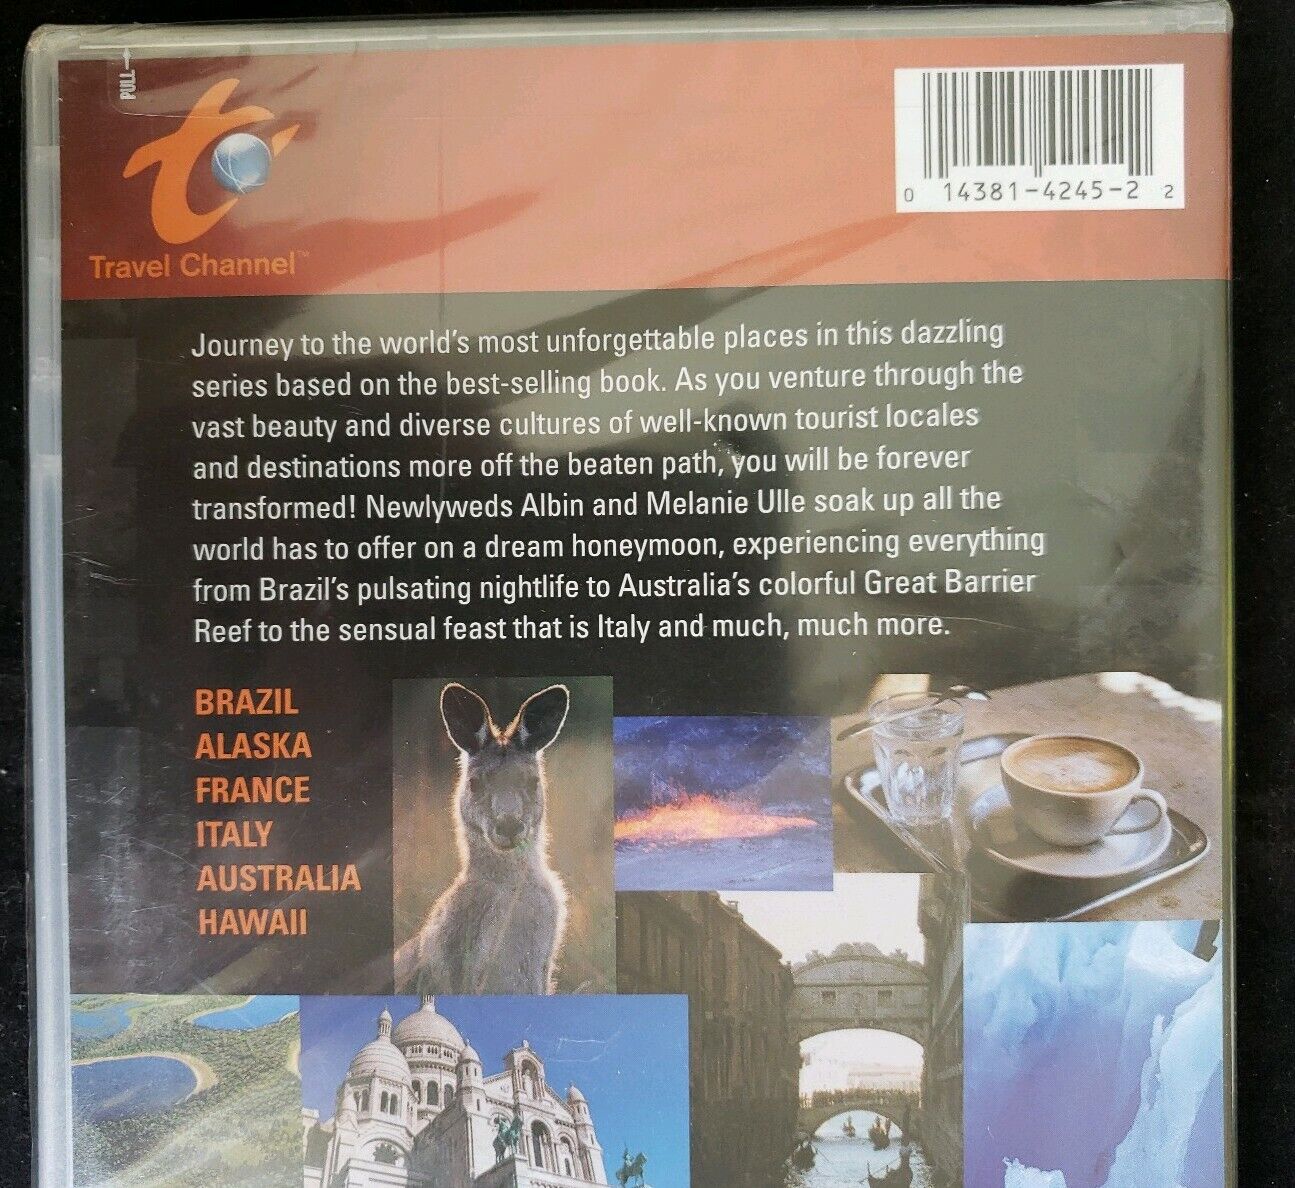 PULL
Travel Channel™
0 14381-4245-2 2
Journey to the world's most unforgettable places in this dazzling
series based on the best-selling book. As you venture through the
vast beauty and diverse cultures of well-known tourist locales
and destinations more off the beaten path, you will be forever
transformed! Newlyweds Albin and Melanie Ulle soak up all the
world has to offer on a dream honeymoon, experiencing everything
from Brazil's pulsating nightlife to Australia's colorful Great Barrier
Reef to the sensual feast that is Italy and much, much more.
BRAZIL
ALASKA
FRANCE
ITALY
AUSTRALIA
HAWAII